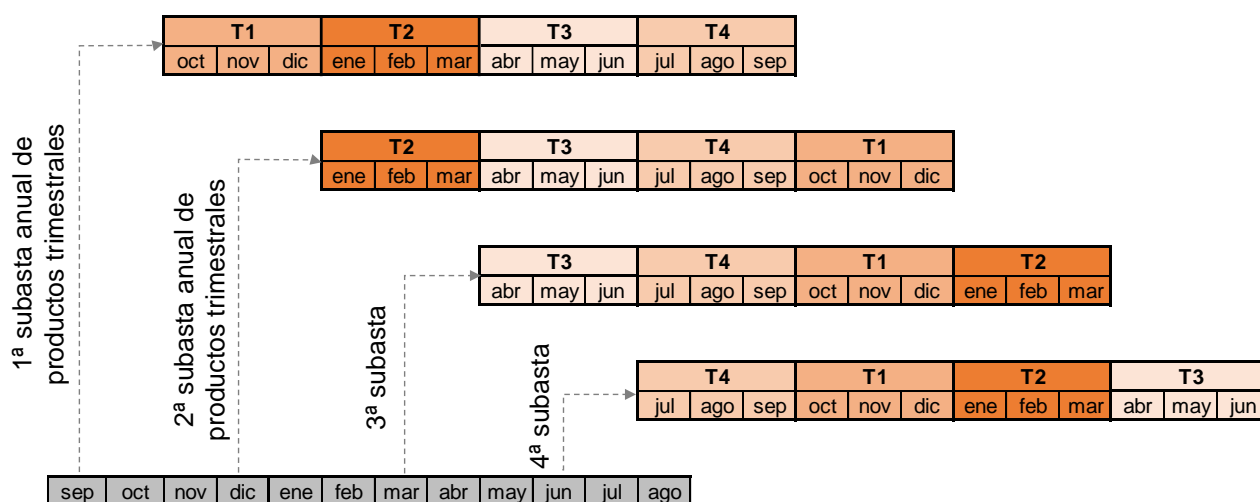 T1 T2 T3 T4
oct nov dic ene feb mar abr may jun jul ago sep
1ª subasta anual de
productos trimestrales
T2 T3 T4 T1
ene feb mar abr may jun jul ago sep oct nov dic
2ª subasta anual de
productos trimestrales
T3 T4 T1 T2
abr may jun jul ago sep oct nov dic ene feb mar
3ª subasta
T4 T1 T2 T3
jul ago sep oct nov dic ene feb mar abr may jun
4ª subasta
sep oct nov dic ene feb mar abr may jun jul ago